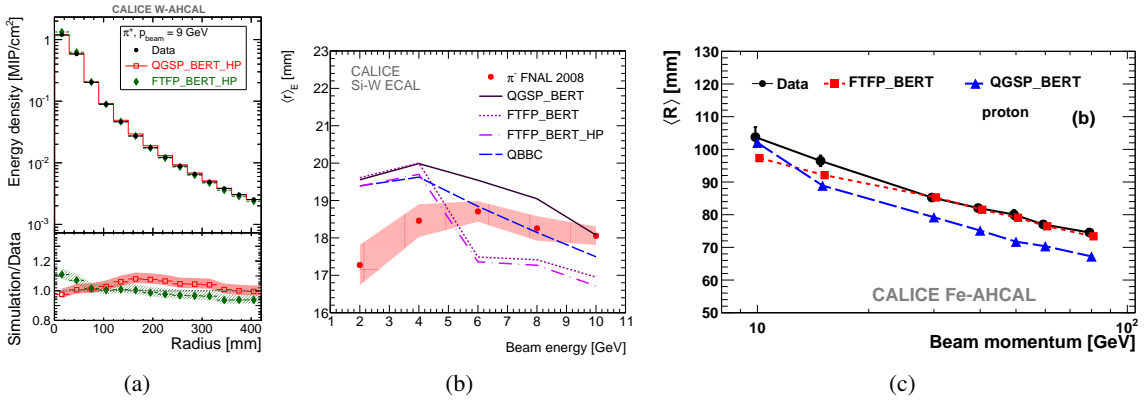 CALICE W-AHCAL
Energy density [MIP/cm²]
π⁺, p_beam = 9 GeV
Data
QGSP_BERT_HP
FTFP_BERT_HP
1
10⁻¹
10⁻²
10⁻³
Simulation/Data
1.2
1.0
0.8
0 100 200 300 400
Radius [mm]
(a)
⟨r⟩_E [mm]
23
22
21
20
19
18
17
16
CALICE
Si-W ECAL
π⁻ FNAL 2008
QGSP_BERT
FTFP_BERT
FTFP_BERT_HP
QBBC
1 2 3 4 5 6 7 8 9 10 11
Beam energy [GeV]
(b)
⟨R⟩ [mm]
130
120
110
100
90
80
70
60
50
Data FTFP_BERT QGSP_BERT
proton
(b)
CALICE Fe-AHCAL
10 10²
Beam momentum [GeV]
(c)